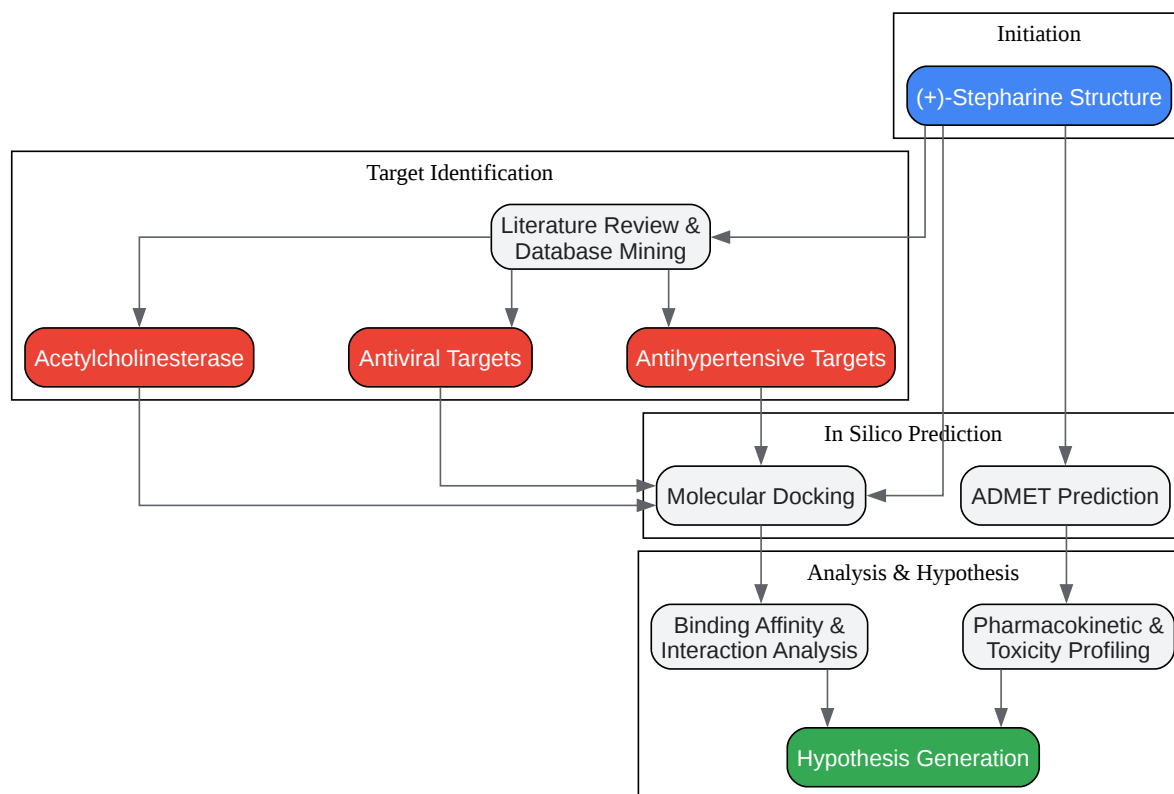 Initiation
(+)-Stepharine Structure
Target Identification
Literature Review &
Database Mining
Acetylcholinesterase
Antiviral Targets
Antihypertensive Targets
In Silico Prediction
Molecular Docking
ADMET Prediction
Analysis & Hypothesis
Binding Affinity &
Interaction Analysis
Pharmacokinetic &
Toxicity Profiling
Hypothesis Generation